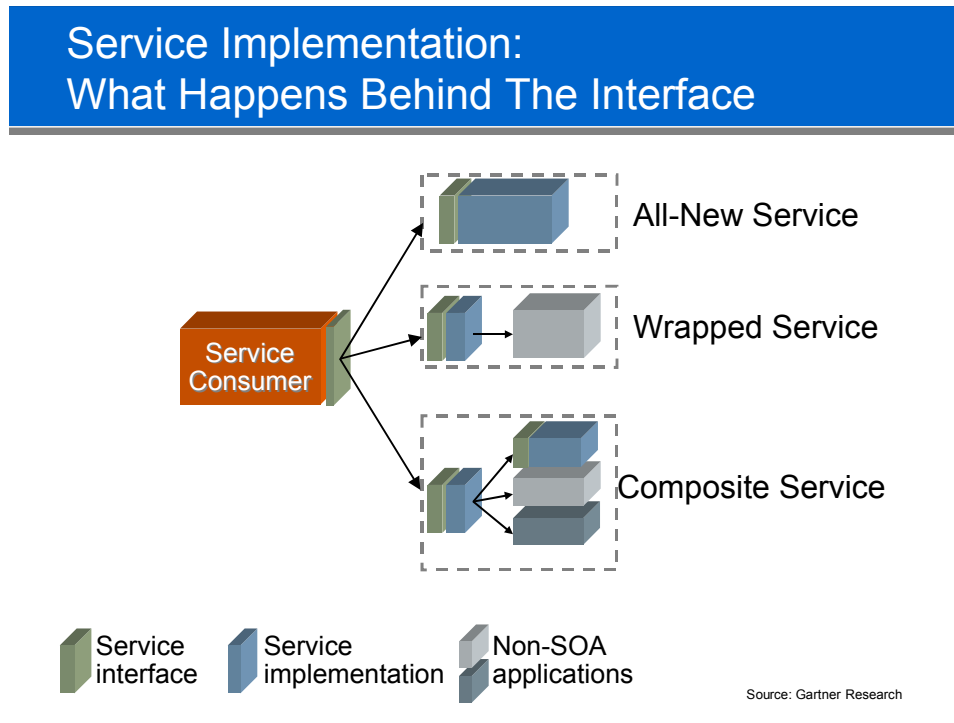 Service Implementation:
What Happens Behind The Interface
All-New Service
Wrapped Service
Service
Consumer
Composite Service
Service
interface
Service
implementation
Non-SOA
applications
Source: Gartner Research